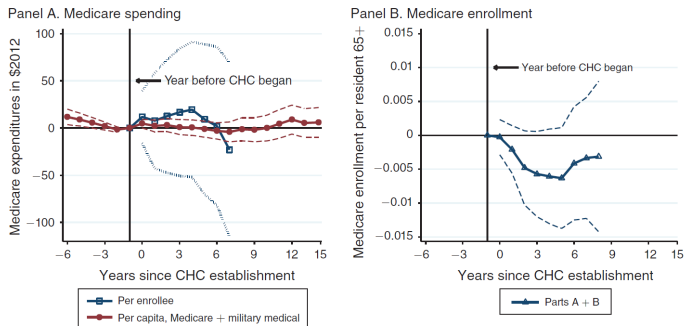 Panel A. Medicare spending
Medicare expenditures in $2012
100
50
0
−50
−100
Year before CHC began
−6 −3 0 3 6 9 12 15
Years since CHC establishment
Per enrollee
Per capita, Medicare + military medical
Panel B. Medicare enrollment
Medicare enrollment per resident 65+
0.015
0.01
0.005
0
−0.005
−0.01
−0.015
Year before CHC began
−6 −3 0 3 6 9 12 15
Years since CHC establishment
Parts A + B